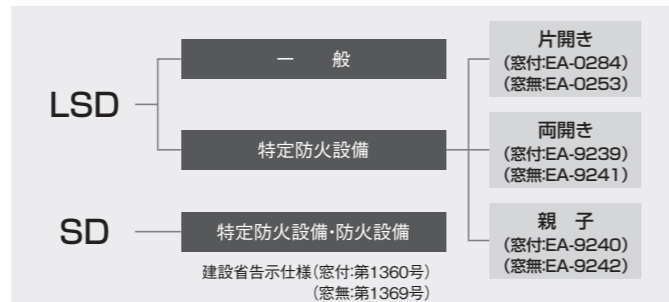 LSD
一　般
特定防火設備
片開き
(窓付:EA-0284)
(窓無:EA-0253)
両開き
(窓付:EA-9239)
(窓無:EA-9241)
親　子
(窓付:EA-9240)
(窓無:EA-9242)
SD
特定防火設備・防火設備
建設省告示仕様(窓付:第1360号)
(窓無:第1369号)